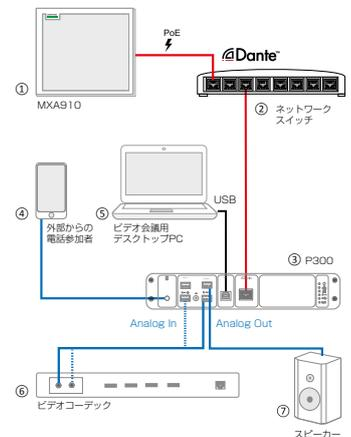 PoE
Dante™
①
MXA910
② ネットワーク
スイッチ
④
外部からの
電話参加者
⑤
ビデオ会議用
デスクトップPC
USB
③ P300
Analog In
Analog Out
⑥
ビデオコーデック
⑦
スピーカー